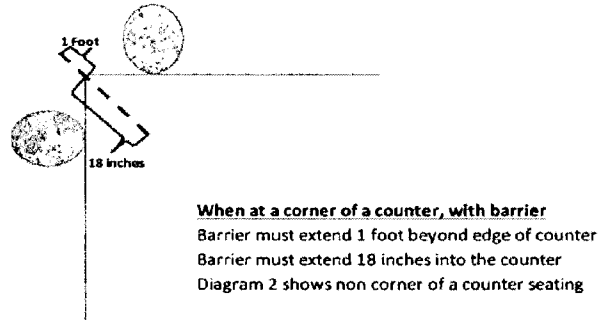 1 Foot
18 inches
When at a corner of a counter, with barrier
Barrier must extend 1 foot beyond edge of counter
Barrier must extend 18 inches into the counter
Diagram 2 shows non corner of a counter seating